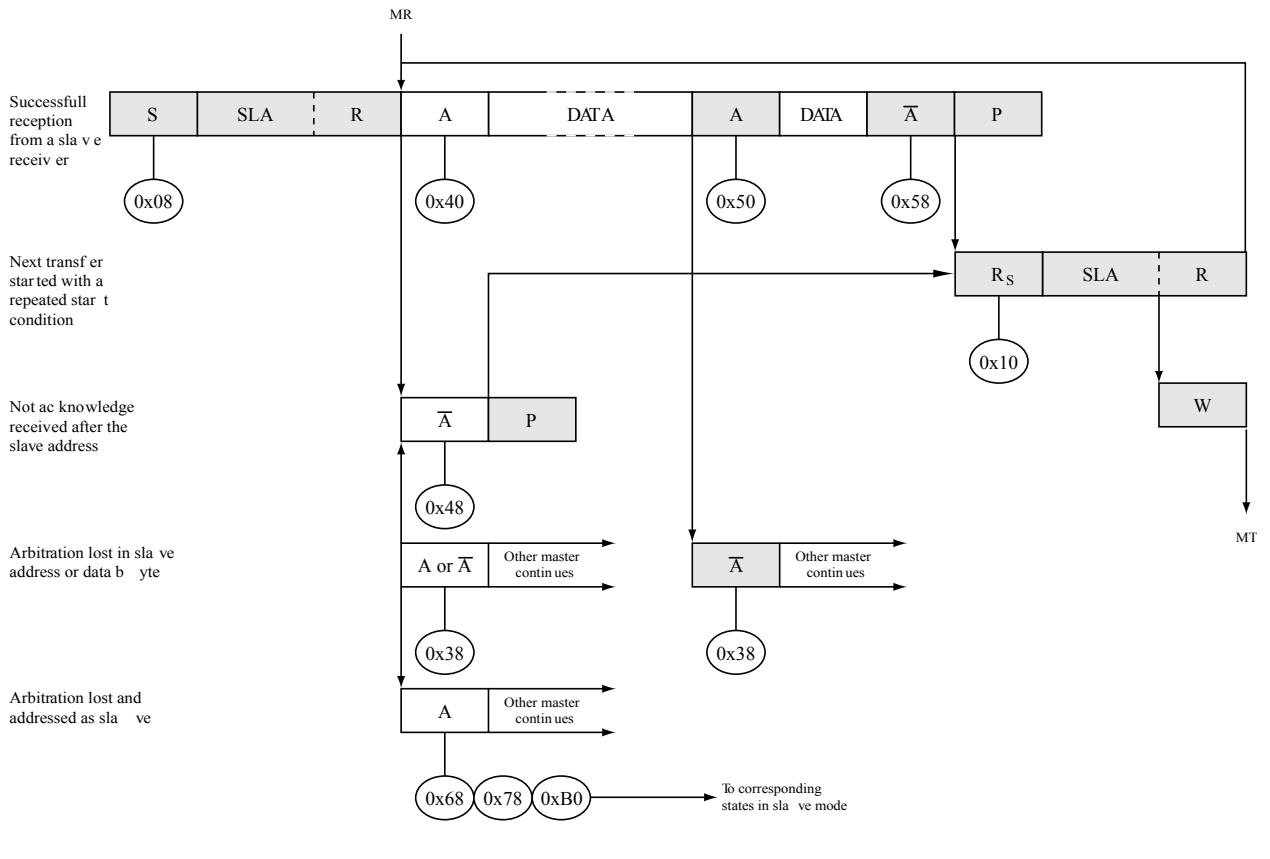 MR
Successfull
reception
from a sla v e
receiv er
S SLA R A DATA A DATA A̅ P
0x08 0x40 0x50 0x58
Next transf er
star ted with a
repeated star t
condition
RS SLA R
0x10
Not ac knowledge
received after the
slave address
A̅ P
W
0x48
MT
Arbitration lost in sla ve
address or data b yte
A or A̅ Other master
contin ues
A̅ Other master
contin ues
0x38 0x38
Arbitration lost and
addressed as sla ve
A Other master
contin ues
0x68 0x78 0xB0
To corresponding
states in sla ve mode